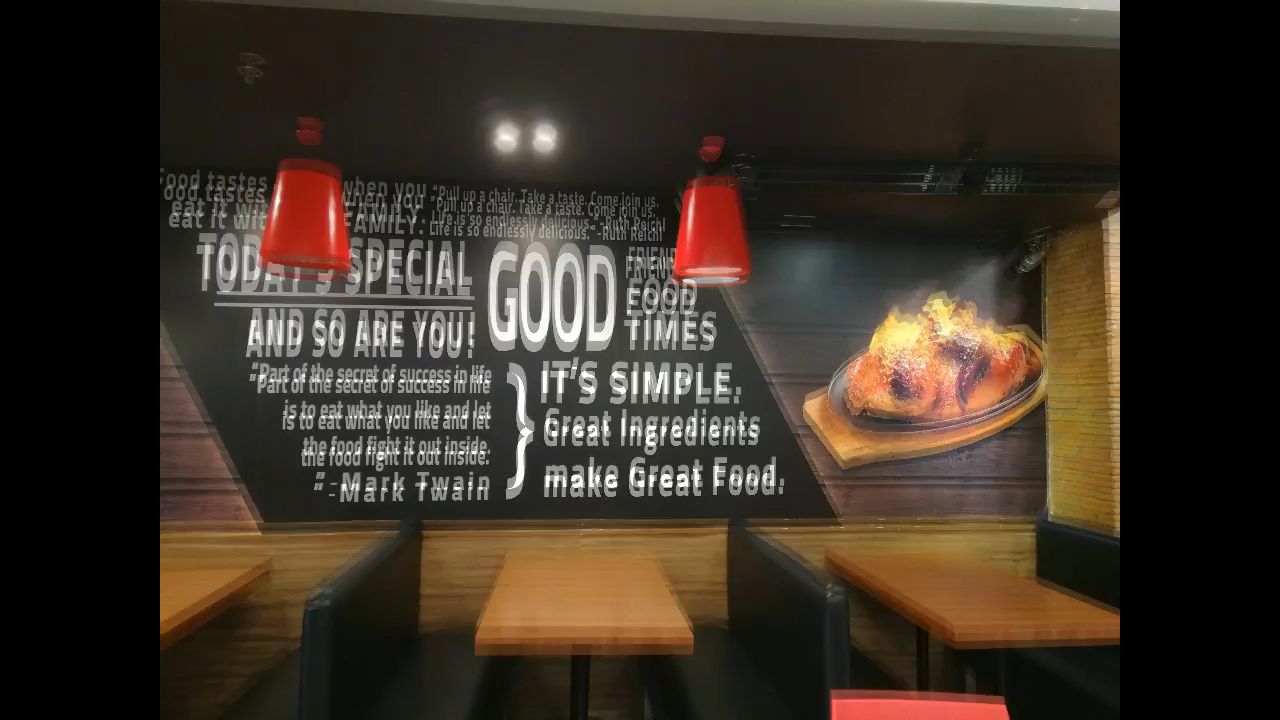 Food tastes when you
eat it with FAMILY.
"Pull up a chair. Take a taste. Come join us.
Life is so endlessly delicious." -Ruth Reichl
TODAY'S SPECIAL
AND SO ARE YOU!
GOOD
FRIEN
FOOD
TIMES
"Part of the secret of success in life
is to eat what you like and let
the food fight it out inside.
" -Mark Twain
}
IT'S SIMPLE.
Great Ingredients
make Great Food.